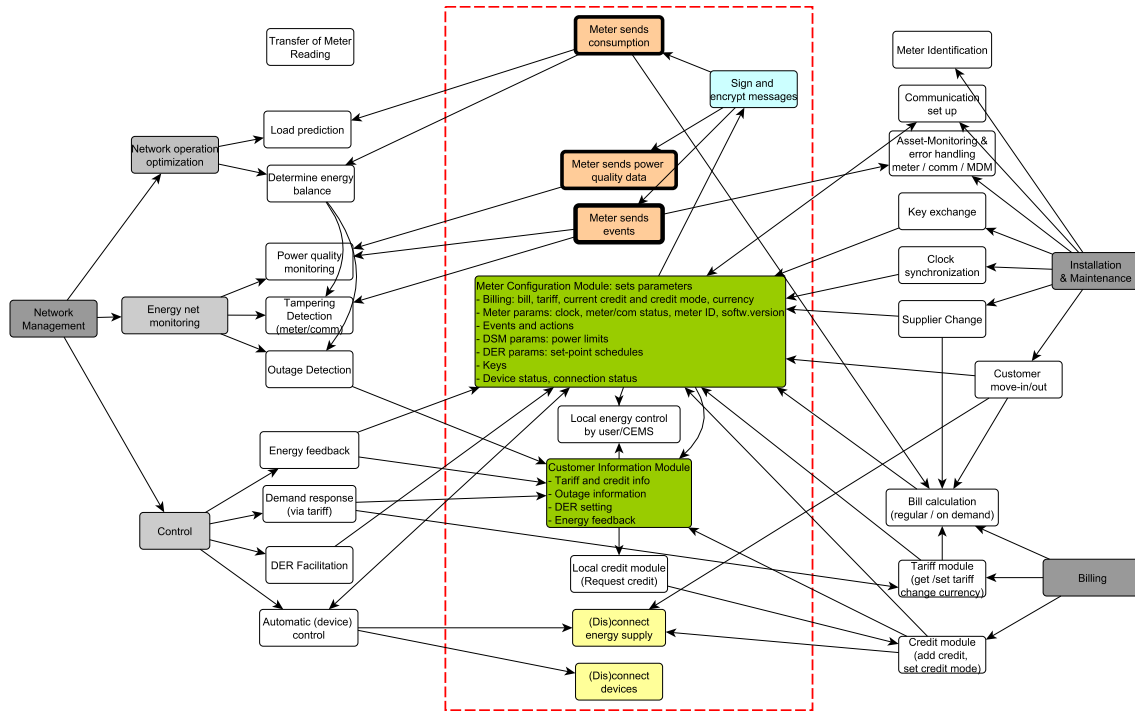 Transfer of Meter
Reading
Meter sends
consumption
Meter Identification
Sign and
encrypt messages
Communication
set up
Load prediction
Network operation
optimization
Asset-Monitoring &
error handling
meter / comm / MDM
Meter sends power
quality data
Determine energy
balance
Meter sends
events
Key exchange
Power quality
monitoring
Clock
synchronization
Installation
& Maintenance
Network
Management
Energy net
monitoring
Tampering
Detection
(meter/comm)
Meter Configuration Module: sets parameters
- Billing: bill, tariff, current credit and credit mode, currency
- Meter params: clock, meter/com status, meter ID, softw.version
- Events and actions
- DSM params: power limits
- DER params: set-point schedules
- Keys
- Device status, connection status
Supplier Change
Outage Detection
Customer
move-in/out
Local energy control
by user/CEMS
Energy feedback
Customer Information Module
- Tariff and credit info
- Outage information
- DER setting
- Energy feedback
Demand response
(via tariff)
Bill calculation
(regular / on demand)
Control
DER Facilitation
Local credit module
(Request credit)
Tariff module
(get /set tariff
change currency)
Billing
Automatic (device)
control
(Dis)connect
energy supply
Credit module
(add credit,
set credit mode)
(Dis)connect
devices